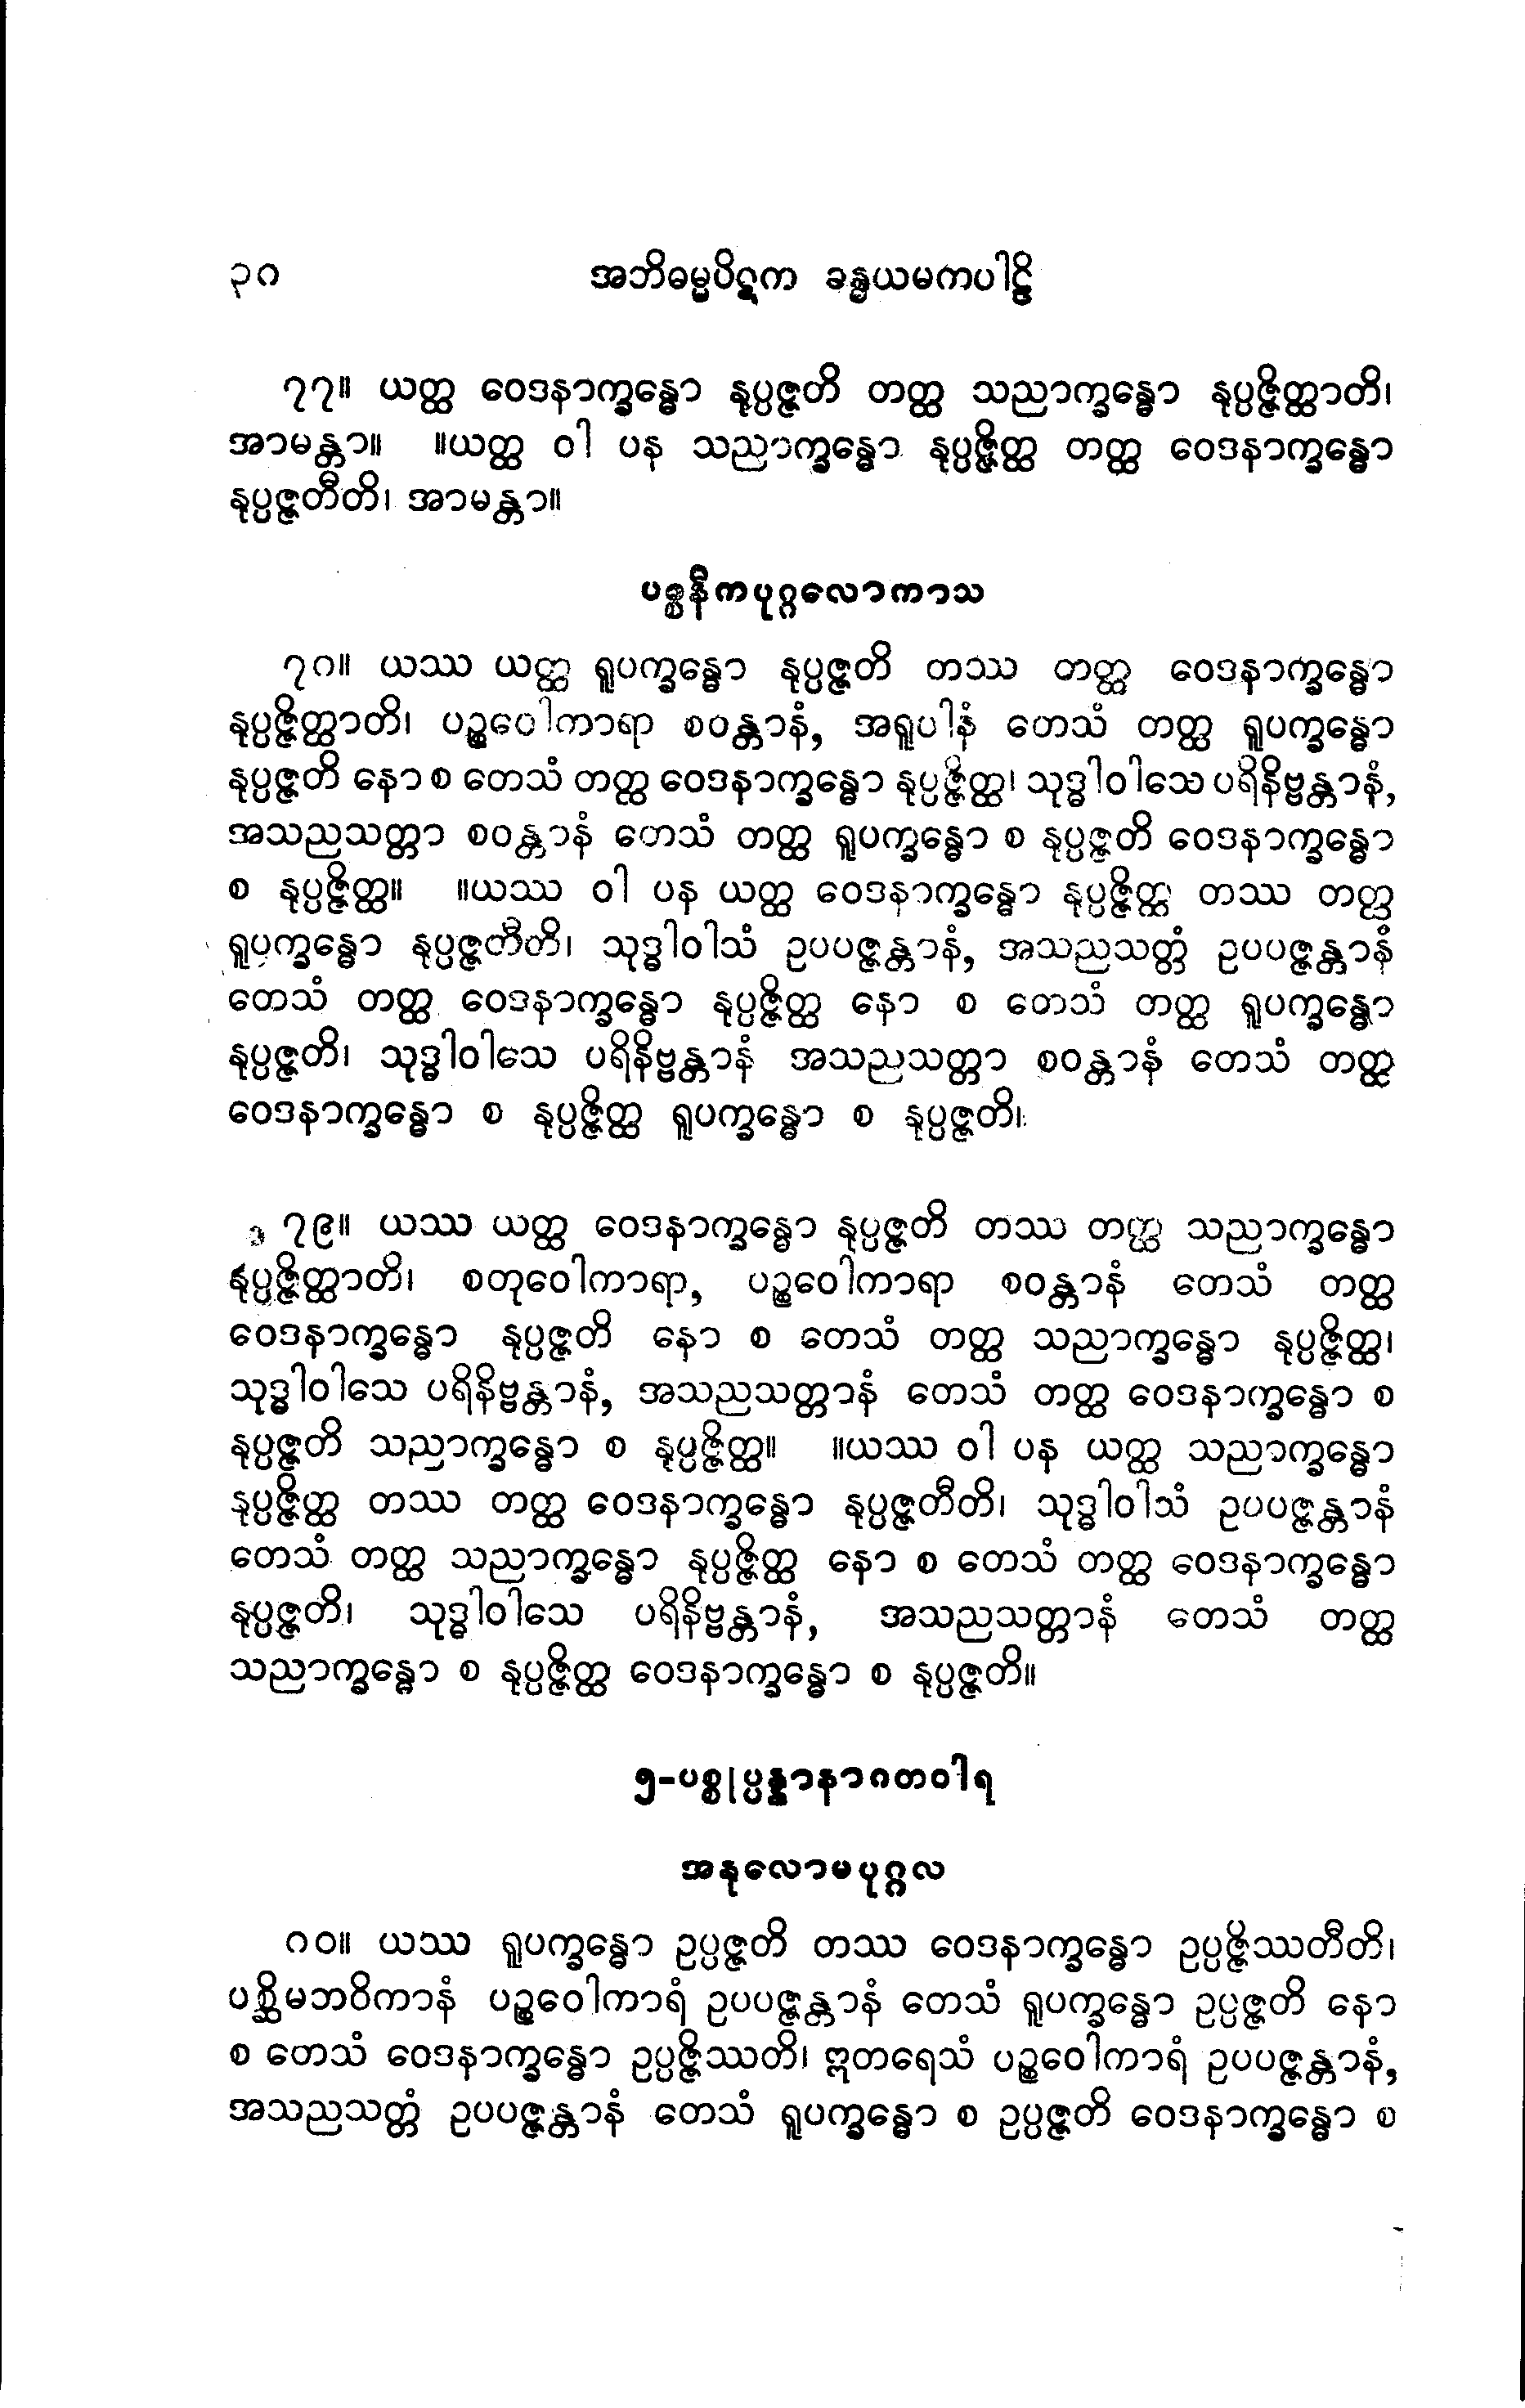 ၃၈ အဘိဓမ္မပိဋက ခန္ဓယမကပါဠိ
၇၇။ ယတ္ထ ဝေဒနာက္ခန္ဓော နုပ္ပဇ္ဇတိ တတ္ထ သညာက္ခန္ဓော နုပ္ပဇ္ဇိတ္ထာတိ၊
အာမန္တာ။ ။ယတ္ထ ဝါ ပန သညာက္ခန္ဓော နုပ္ပဇ္ဇိတ္ထ တတ္ထ ဝေဒနာက္ခန္ဓော
နုပ္ပဇ္ဇတီတိ၊ အာမန္တာ။
ပစ္စနီကပုဂ္ဂလောကာသ
၇၈။ ယဿ ယတ္ထ ရူပက္ခန္ဓော နုပ္ပဇ္ဇတိ တဿ တတ္ထ ဝေဒနာက္ခန္ဓော
နုပ္ပဇ္ဇိတ္ထာတိ၊ ပဉ္စဝေါကာရာ စဝန္တာနံ, အရူပါနံ တေသံ တတ္ထ ရူပက္ခန္ဓော
နုပ္ပဇ္ဇတိ နော စ တေသံ တတ္ထ ဝေဒနာက္ခန္ဓော နုပ္ပဇ္ဇိတ္ထ၊ သုဒ္ဓါဝါသေ ပရိနိဗ္ဗန္တာနံ,
အသညသတ္တာ စဝန္တာနံ တေသံ တတ္ထ ရူပက္ခန္ဓော စ နုပ္ပဇ္ဇတိ ဝေဒနာက္ခန္ဓော
စ နုပ္ပဇ္ဇိတ္ထ။ ။ယဿ ဝါ ပန ယတ္ထ ဝေဒနာက္ခန္ဓော နုပ္ပဇ္ဇိတ္ထ တဿ တတ္ထ
ရူပက္ခန္ဓော နုပ္ပဇ္ဇတီတိ၊ သုဒ္ဓါဝါသံ ဥပပဇ္ဇန္တာနံ, အသညသတ္တံ ဥပပဇ္ဇန္တာနံ
တေသံ တတ္ထ ဝေဒနာက္ခန္ဓော နုပ္ပဇ္ဇိတ္ထ နော စ တေသံ တတ္ထ ရူပက္ခန္ဓော
နုပ္ပဇ္ဇတိ၊ သုဒ္ဓါဝါသေ ပရိနိဗ္ဗန္တာနံ အသညသတ္တာ စဝန္တာနံ တေသံ တတ္ထ
ဝေဒနာက္ခန္ဓော စ နုပ္ပဇ္ဇိတ္ထ ရူပက္ခန္ဓော စ နုပ္ပဇ္ဇတိ၊
၇၉။ ယဿ ယတ္ထ ဝေဒနာက္ခန္ဓော နုပ္ပဇ္ဇတိ တဿ တတ္ထ သညာက္ခန္ဓော
နုပ္ပဇ္ဇိတ္ထာတိ၊ စတုဝေါကာရာ, ပဉ္စဝေါကာရာ စဝန္တာနံ တေသံ တတ္ထ
ဝေဒနာက္ခန္ဓော နုပ္ပဇ္ဇတိ နော စ တေသံ တတ္ထ သညာက္ခန္ဓော နုပ္ပဇ္ဇိတ္ထ၊
သုဒ္ဓါဝါသေ ပရိနိဗ္ဗန္တာနံ, အသညသတ္တာနံ တေသံ တတ္ထ ဝေဒနာက္ခန္ဓော စ
နုပ္ပဇ္ဇတိ သညာက္ခန္ဓော စ နုပ္ပဇ္ဇိတ္ထ။ ။ယဿ ဝါ ပန ယတ္ထ သညာက္ခန္ဓော
နုပ္ပဇ္ဇိတ္ထ တဿ တတ္ထ ဝေဒနာက္ခန္ဓော နုပ္ပဇ္ဇတီတိ၊ သုဒ္ဓါဝါသံ ဥပပဇ္ဇန္တာနံ
တေသံ တတ္ထ သညာက္ခန္ဓော နုပ္ပဇ္ဇိတ္ထ နော စ တေသံ တတ္ထ ဝေဒနာက္ခန္ဓော
နုပ္ပဇ္ဇတိ၊ သုဒ္ဓါဝါသေ ပရိနိဗ္ဗန္တာနံ, အသညသတ္တာနံ တေသံ တတ္ထ
သညာက္ခန္ဓော စ နုပ္ပဇ္ဇိတ္ထ ဝေဒနာက္ခန္ဓော စ နုပ္ပဇ္ဇတိ။
၅-ပစ္စုပ္ပန္နာနာဂတဝါရ
အနုလောမပုဂ္ဂလ
၈၀။ ယဿ ရူပက္ခန္ဓော ဥပ္ပဇ္ဇတိ တဿ ဝေဒနာက္ခန္ဓော ဥပ္ပဇ္ဇိဿတီတိ၊
ပစ္ဆိမဘဝိကာနံ ပဉ္စဝေါကာရံ ဥပပဇ္ဇန္တာနံ တေသံ ရူပက္ခန္ဓော ဥပ္ပဇ္ဇတိ နော
စ တေသံ ဝေဒနာက္ခန္ဓော ဥပ္ပဇ္ဇိဿတိ၊ ဣတရေသံ ပဉ္စဝေါကာရံ ဥပပဇ္ဇန္တာနံ,
အသညသတ္တံ ဥပပဇ္ဇန္တာနံ တေသံ ရူပက္ခန္ဓော စ ဥပ္ပဇ္ဇတိ ဝေဒနာက္ခန္ဓော စ